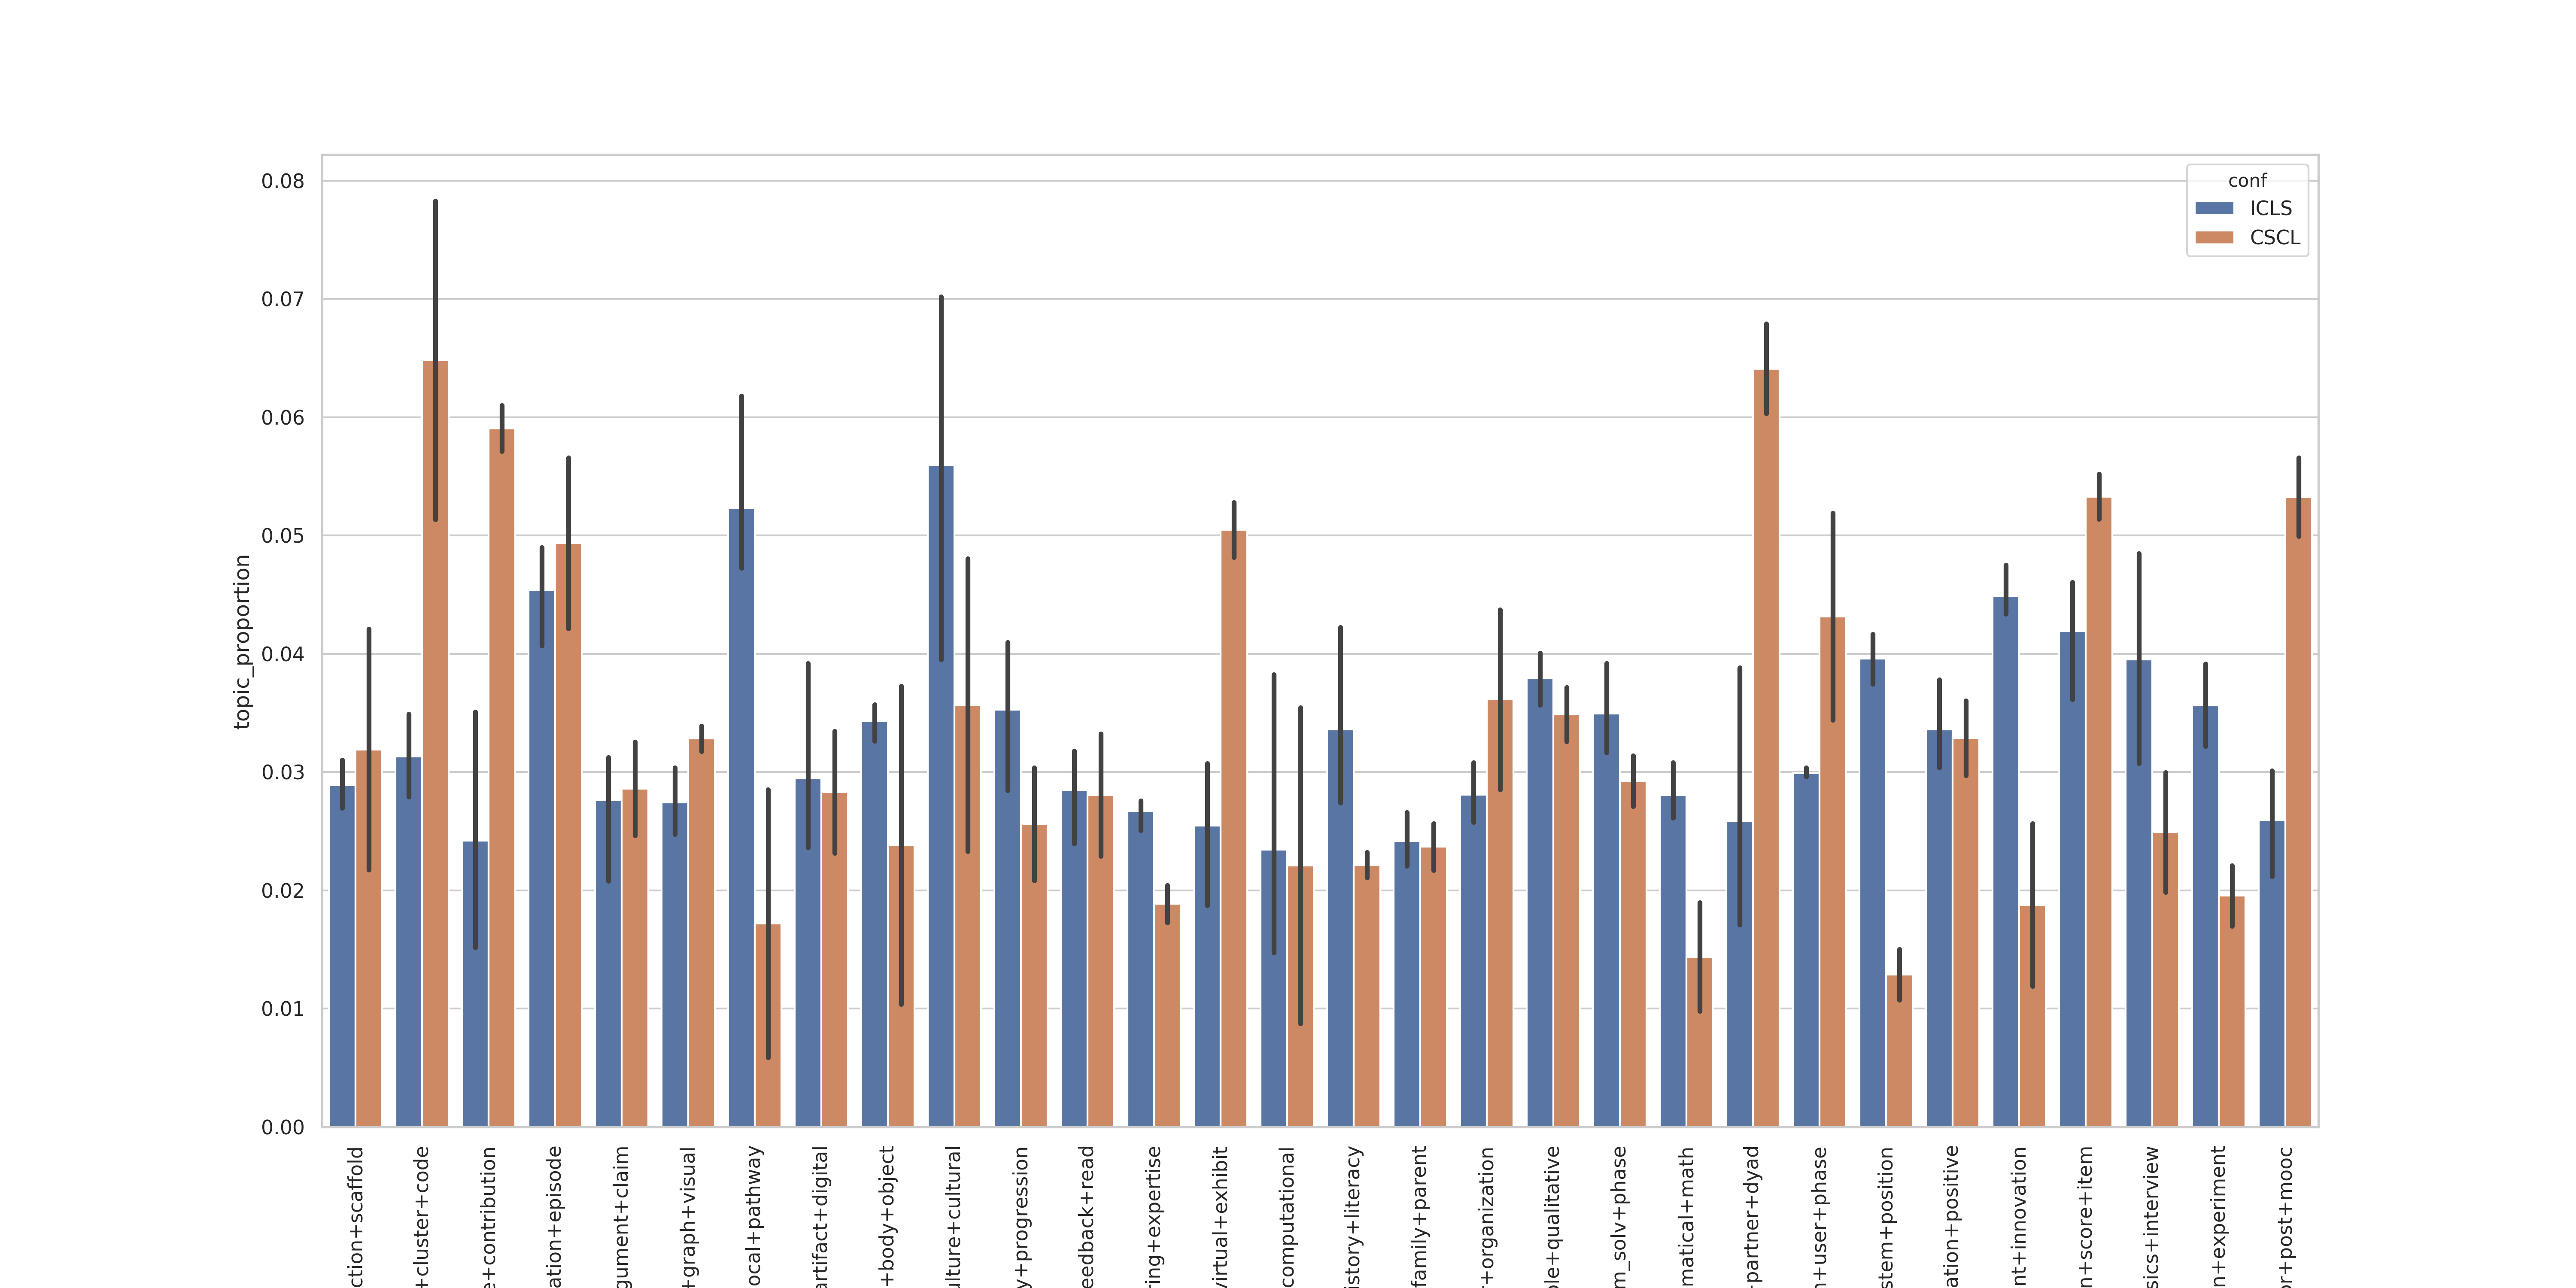 conf
ICLS
CSCL
topic_proportion
0.08
0.07
0.06
0.05
0.04
0.03
0.02
0.01
0.00
ction+scaffold
+cluster+code
e+contribution
ation+episode
gument+claim
+graph+visual
ocal+pathway
artifact+digital
+body+object
ulture+cultural
y+progression
eedback+read
ring+expertise
virtual+exhibit
computational
istory+literacy
family+parent
+organization
ple+qualitative
m_solv+phase
matical+math
partner+dyad
n+user+phase
stem+position
ation+positive
nt+innovation
n+score+item
sics+interview
n+experiment
or+post+mooc